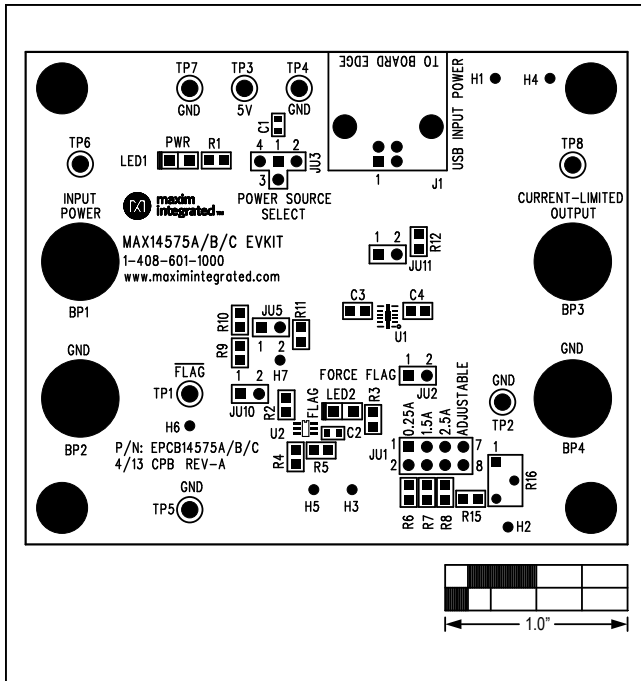 TP7
TP3
TP4
GND
5V
GND
TO BOARD EDGE
USB INPUT POWER
H1
H4
C1
TP6
LED1
PWR
R1
4 1 2
JU3
3
1
J1
TP8
INPUT
POWER
maxim
integrated™
POWER SOURCE
SELECT
CURRENT-LIMITED
OUTPUT
MAX14575A/B/C EVKIT
1-408-601-1000
www.maximintegrated.com
1 2
R12
JU11
BP1
BP3
C3
C4
U1
R10
JU5
R11
R9
1 2
H7
GND
FLAG
TP1
1 2
JU10
FORCE FLAG
1 2
JU2
GND
TP2
GND
H6
R2
FLAG
LED2
R3
U2
C2
0.25A
1.5A
2.5A
ADJUSTABLE
BP2
BP4
P/N: EPCB14575A/B/C
4/13 CPB REV-A
R4
R5
JU1
1
7
2
8
1
R16
GND
TP5
H5
H3
R6
R7
R8
R15
H2
1.0"